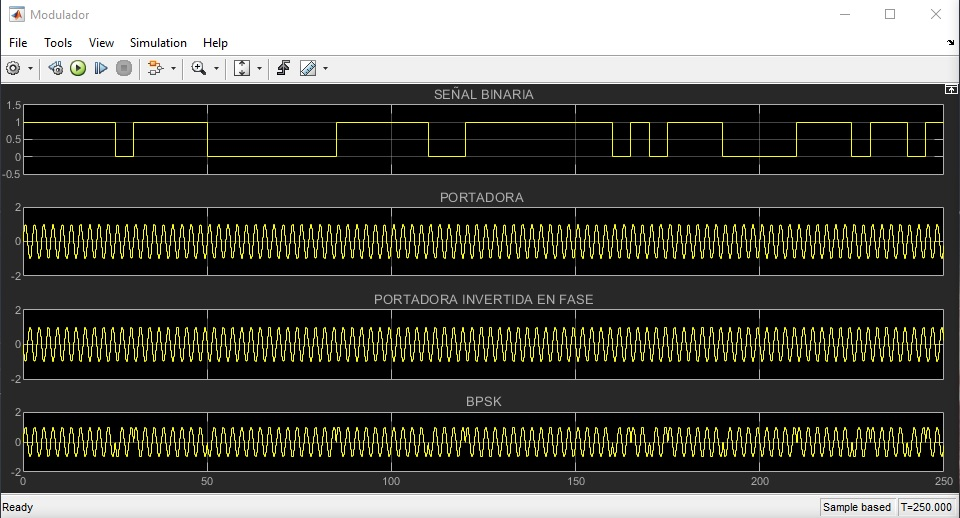 Modulador
File Tools View Simulation Help
SEÑAL BINARIA
1.5
1
0.5
0
-0.5
PORTADORA
2
0
-2
PORTADORA INVERTIDA EN FASE
2
0
-2
BPSK
2
0
-2
0 50 100 150 200 250
Ready Sample based T=250.000